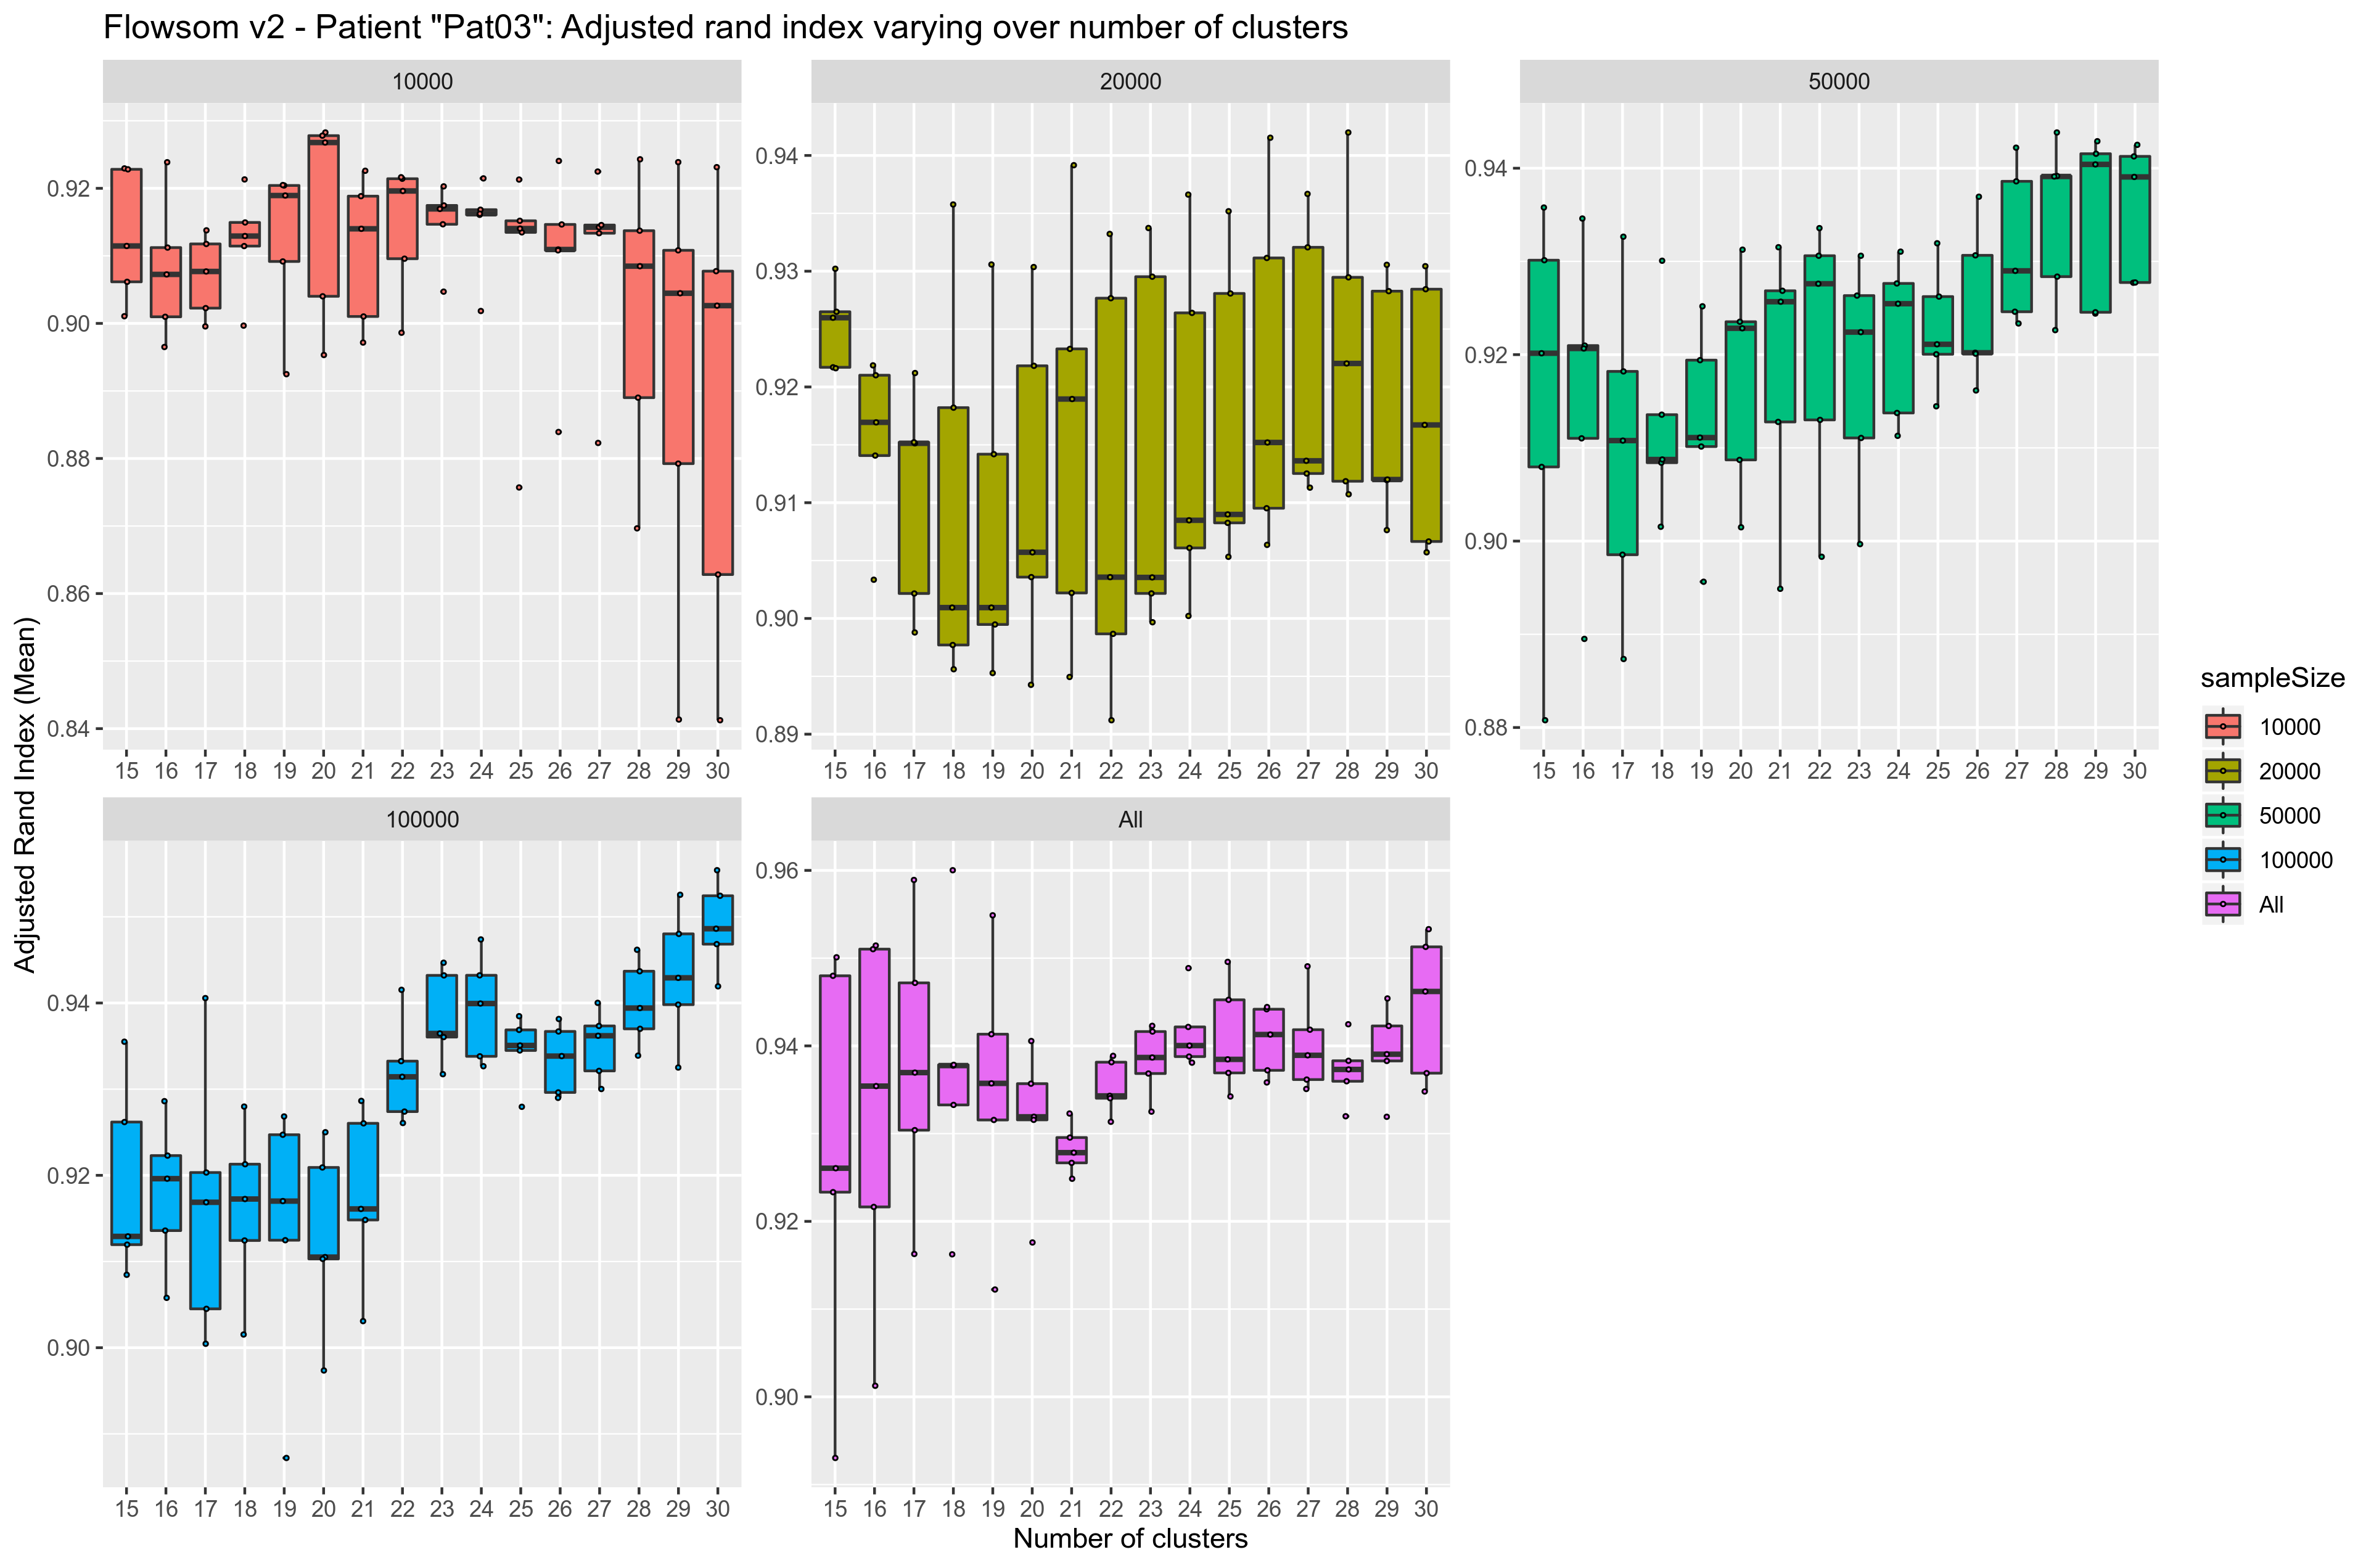 Flowsom v2 - Patient "Pat03": Adjusted rand index varying over number of clusters
10000
20000
50000
0.92
0.90
0.88
0.86
0.84
0.94
0.93
0.92
0.91
0.90
0.89
0.94
0.92
0.90
0.88
15 16 17 18 19 20 21 22 23 24 25 26 27 28 29 30
15 16 17 18 19 20 21 22 23 24 25 26 27 28 29 30
15 16 17 18 19 20 21 22 23 24 25 26 27 28 29 30
Adjusted Rand Index (Mean)
100000
All
0.94
0.92
0.90
0.96
0.94
0.92
0.90
15 16 17 18 19 20 21 22 23 24 25 26 27 28 29 30
15 16 17 18 19 20 21 22 23 24 25 26 27 28 29 30
Number of clusters
sampleSize
10000
20000
50000
100000
All